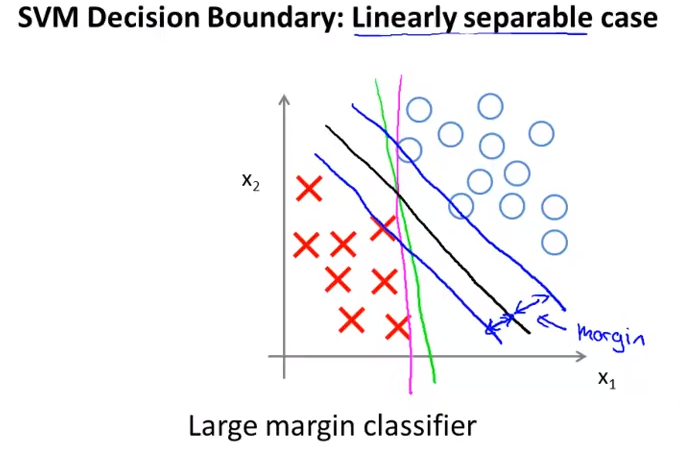 SVM Decision Boundary: Linearly separable case
x₂
margin
x₁
Large margin classifier